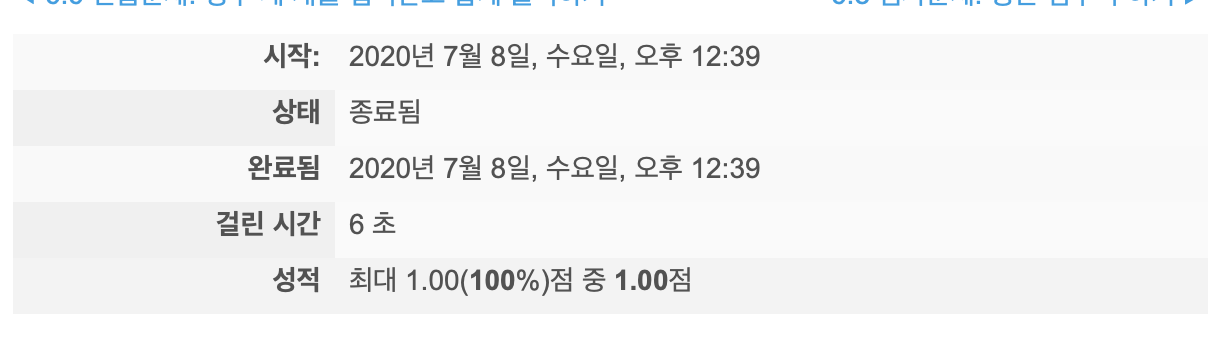 시작: 2020년 7월 8일, 수요일, 오후 12:39
상태 종료됨
완료됨 2020년 7월 8일, 수요일, 오후 12:39
걸린 시간 6 초
성적 최대 1.00(100%)점 중 1.00점